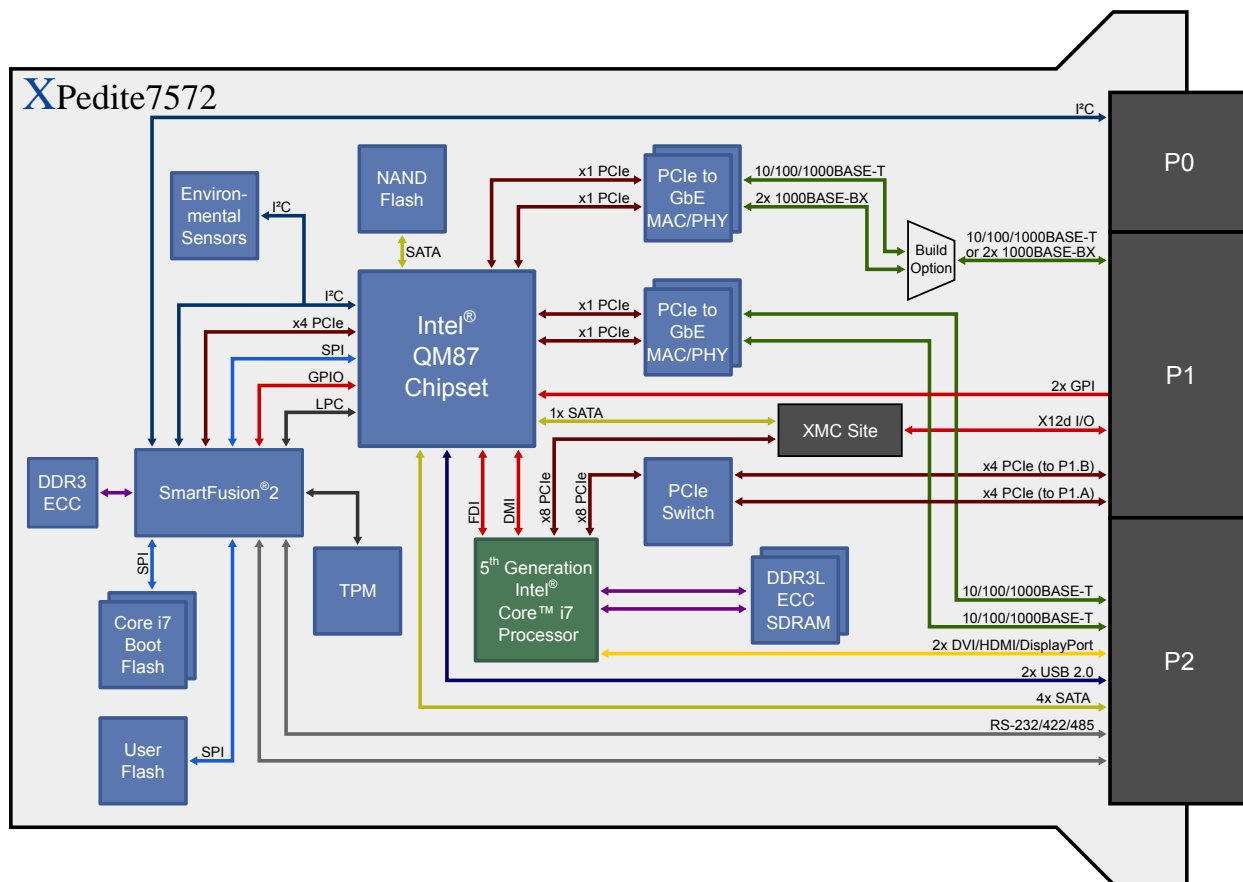 XPedite7572
I²C
P0
NAND
Flash
x1 PCIe
x1 PCIe
PCIe to
GbE
MAC/PHY
10/100/1000BASE-T
2x 1000BASE-BX
Environ-
mental
Sensors
I²C
SATA
Build
Option
10/100/1000BASE-T
or 2x 1000BASE-BX
I²C
x4 PCIe
SPI
GPIO
LPC
Intel®
QM87
Chipset
x1 PCIe
x1 PCIe
PCIe to
GbE
MAC/PHY
P1
2x GPI
1x SATA
XMC Site
X12d I/O
DDR3
ECC
SmartFusion®2
FDI
DMI
x8 PCIe
x8 PCIe
PCIe
Switch
x4 PCIe (to P1.B)
x4 PCIe (to P1.A)
SPI
TPM
5th Generation
Intel®
Core™ i7
Processor
DDR3L
ECC
SDRAM
10/100/1000BASE-T
10/100/1000BASE-T
Core i7
Boot
Flash
2x DVI/HDMI/DisplayPort
P2
2x USB 2.0
4x SATA
RS-232/422/485
User
Flash
SPI